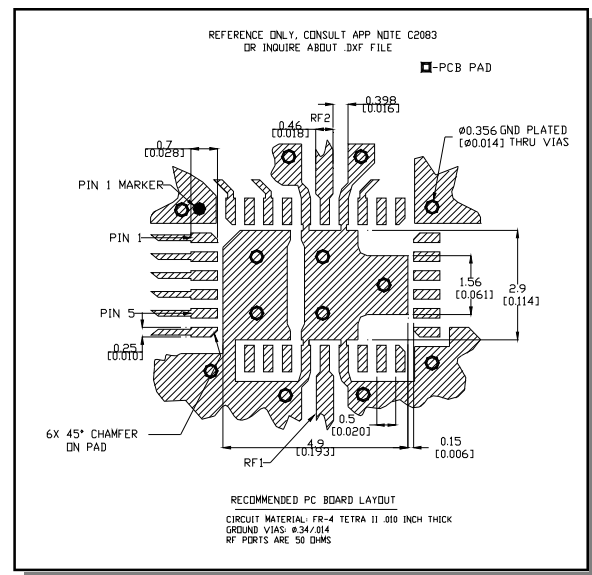 REFERENCE ONLY, CONSULT APP NOTE C2083
OR INQUIRE ABOUT .DXF FILE
-PCB PAD
0.398
[0.016]
RF2
0.46
[0.018]
Ø0.356 GND PLATED
[Ø0.014] THRU VIAS
0.7
[0.028]
PIN 1 MARKER
PIN 1
1.56
[0.061]
2.9
[0.114]
PIN 5
0.25
[0.010]
0.5
[0.020]
6X 45° CHAMFER
ON PAD
4.9
[0.193]
0.15
[0.006]
RF1
RECOMMENDED PC BOARD LAYOUT
CIRCUIT MATERIAL: FR-4 TETRA II .010 INCH THICK
GROUND VIAS: Ø.34/.014
RF PORTS ARE 50 OHMS